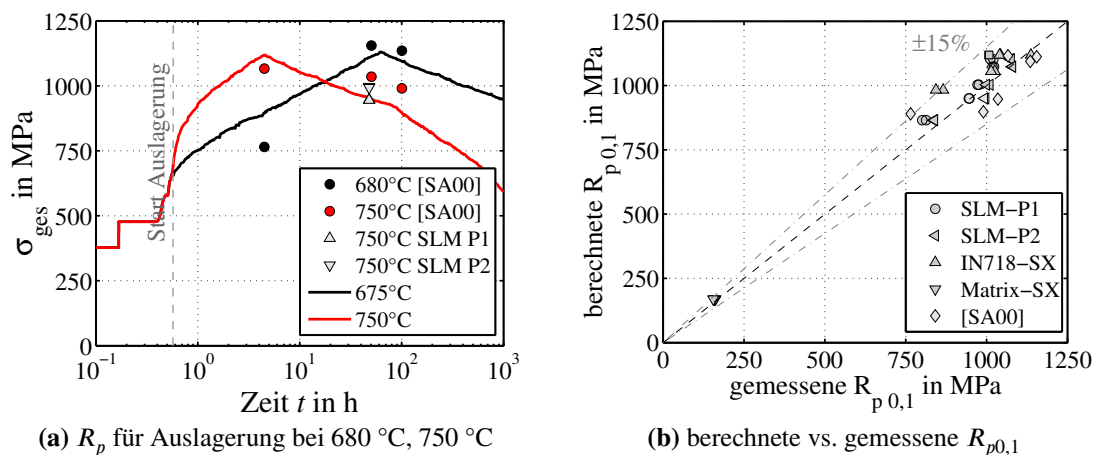 1250
1000
750
500
250
0
σges in MPa
Start Auslagerung
680°C [SA00]
750°C [SA00]
750°C SLM P1
750°C SLM P2
675°C
750°C
10⁻¹ 10⁰ 10¹ 10² 10³
Zeit t in h
(a) Rp für Auslagerung bei 680 °C, 750 °C
1250
1000
750
500
250
0
berechnete Rp 0,1 in MPa
±15%
SLM−P1
SLM−P2
IN718−SX
Matrix−SX
[SA00]
0 250 500 750 1000 1250
gemessene Rp 0,1 in MPa
(b) berechnete vs. gemessene Rp0,1